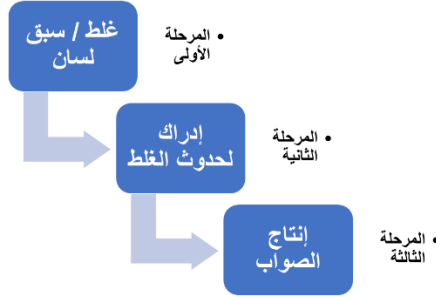 غلط / سبق
لسان
• المرحلة
الأولى
إدراك
لحدوث الغلط
• المرحلة
الثانية
إنتاج
الصواب
• المرحلة
الثالثة